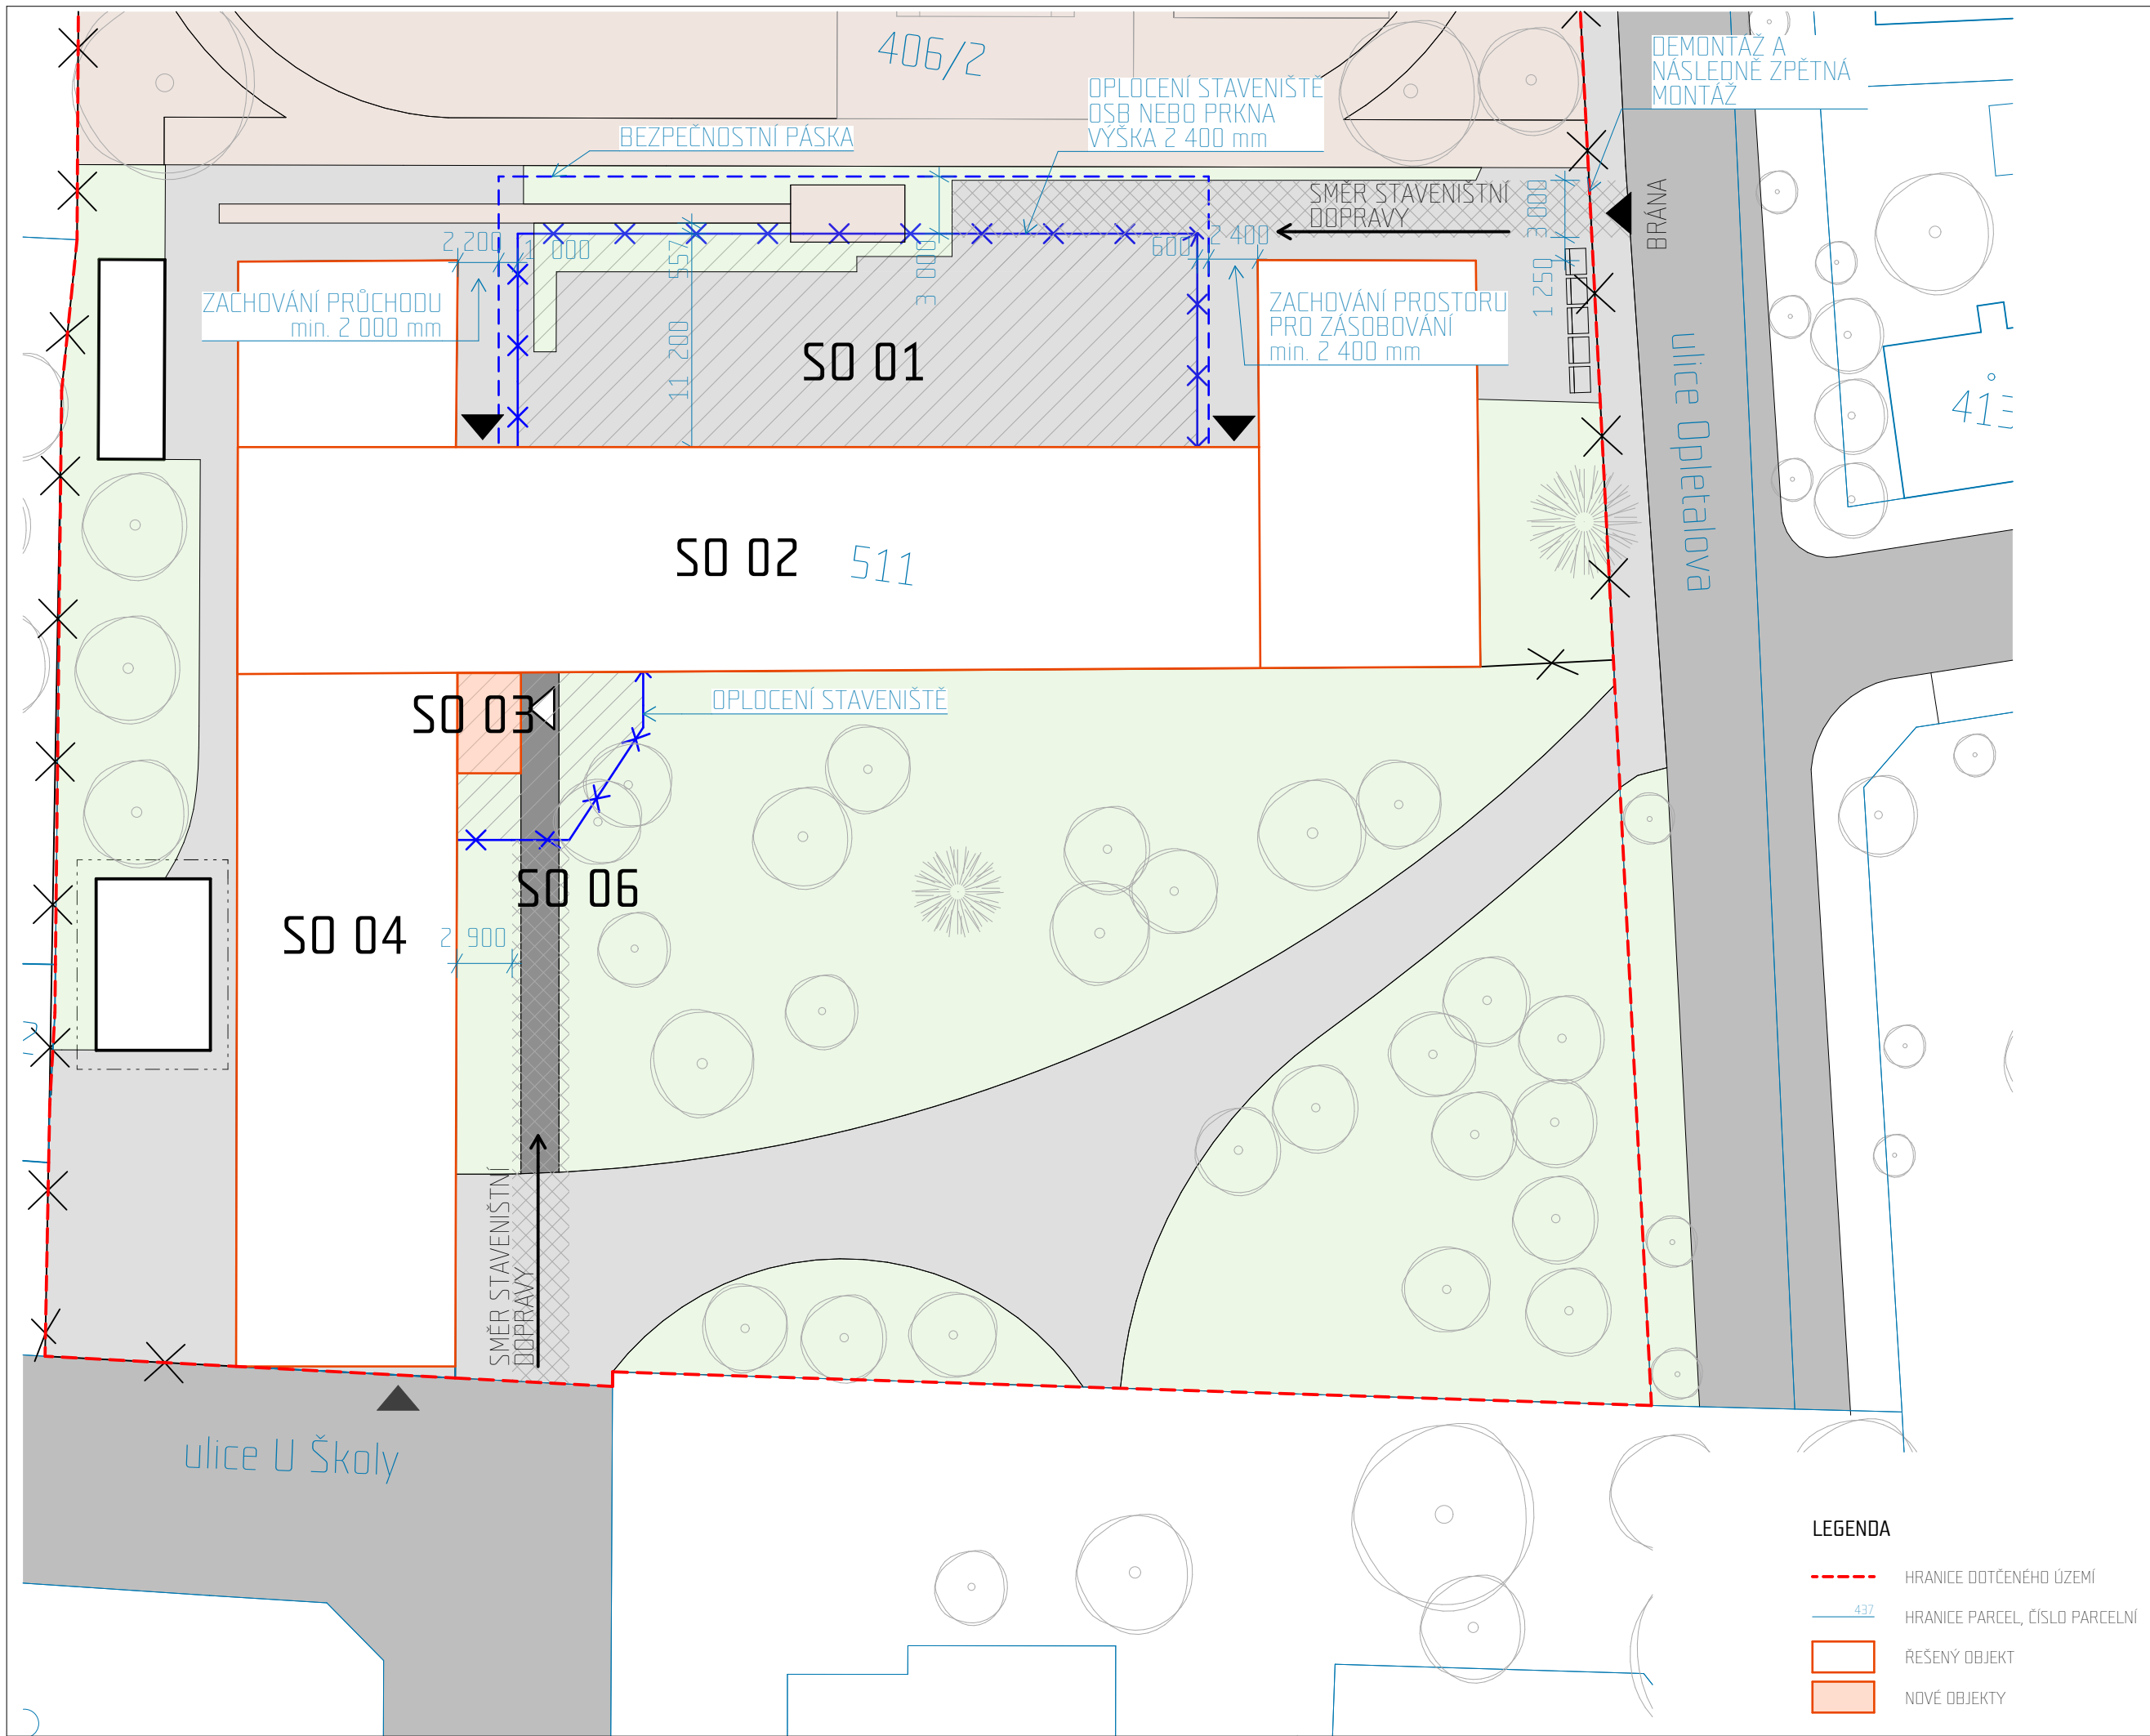 406/2
DEMONTÁŽ A
NÁSLEDNĚ ZPĚTNÁ
MONTÁŽ
OPLOCENÍ STAVENIŠTĚ
OSB NEBO PRKNA
VÝŠKA 2 400 mm
BEZPEČNOSTNÍ PÁSKA
SMĚR STAVENIŠTNÍ
DOPRAVY
3 000
BRÁNA
2 200
1 000
557
3 000
600
2 400
1 250
ZACHOVÁNÍ PRŮCHODU
min. 2 000 mm
ZACHOVÁNÍ PROSTORU
PRO ZÁSOBOVÁNÍ
min. 2 400 mm
11 200
SO 01
ulice Opletalova
SO 02
511
SO 03
OPLOCENÍ STAVENIŠTĚ
SO 06
SO 04
2 900
SMĚR STAVENIŠTNÍ
DOPRAVY
ulice U Školy
LEGENDA
HRANICE DOTČENÉHO ÚZEMÍ
437
HRANICE PARCEL, ČÍSLO PARCELNÍ
ŘEŠENÝ OBJEKT
NOVÉ OBJEKTY